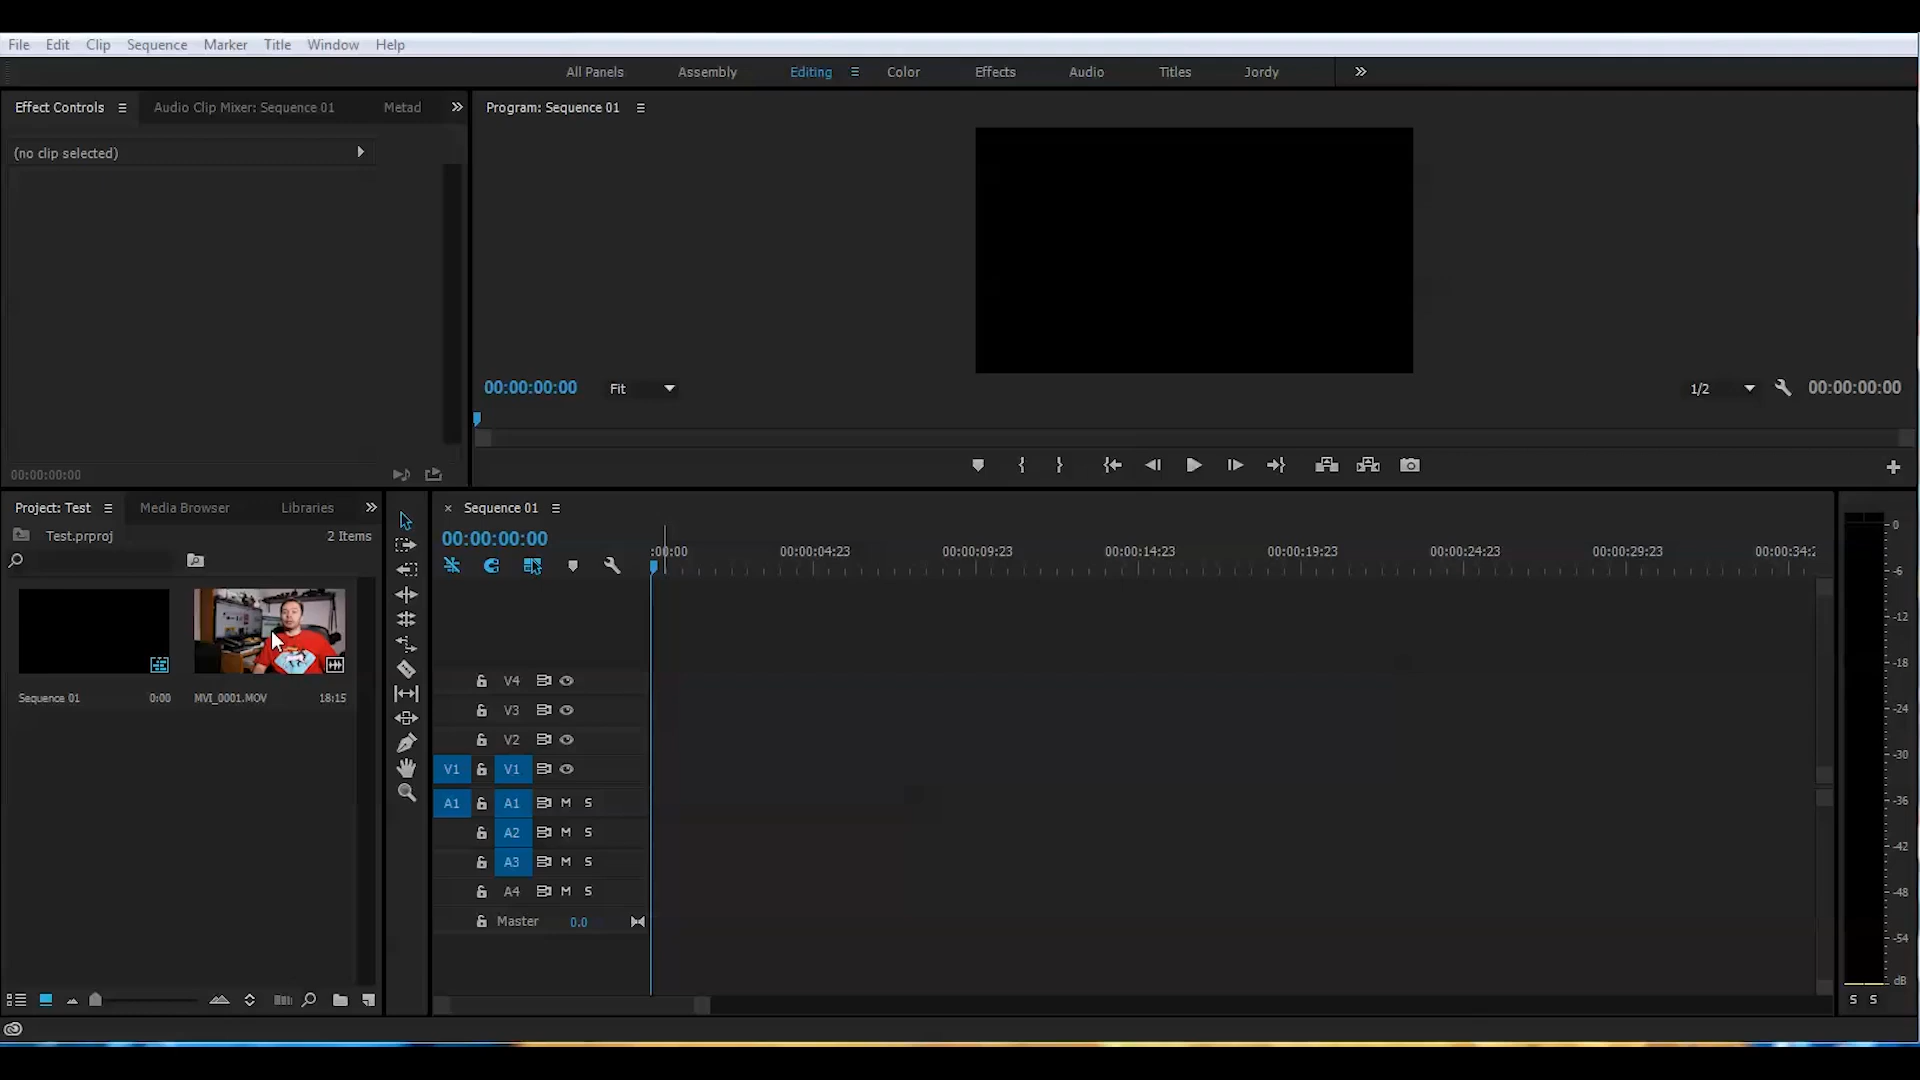 File Edit Clip Sequence Marker Title Window Help
All Panels Assembly Editing Color Effects Audio Titles Jordy
Effect Controls Audio Clip Mixer: Sequence 01 Metad
Program: Sequence 01
(no clip selected)
00:00:00:00 Fit 1/2 00:00:00:00
00:00:00:00
Project: Test Media Browser Libraries
Test.prproj 2 Items
Sequence 01 0:00 MVI_0001.MOV 18:15
Sequence 01
00:00:00:00
:00:00 00:00:04:23 00:00:09:23 00:00:14:23 00:00:19:23 00:00:24:23 00:00:29:23 00:00:34:2
V4
V3
V2
V1 V1
A1 A1 M S
A2 M S
A3 M S
A4 M S
Master 0.0
0
-6
-12
-18
-24
-30
-36
-42
-48
-54
dB
S S